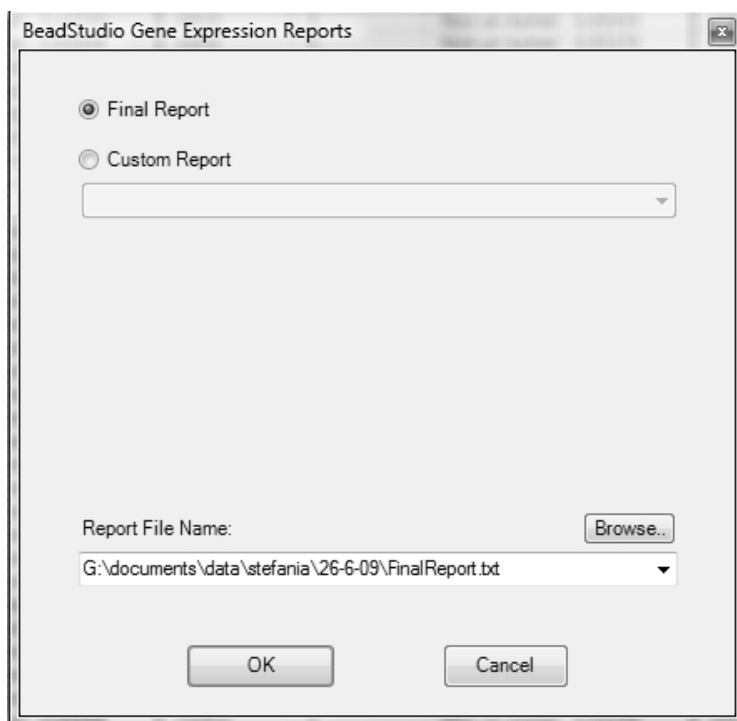 BeadStudio Gene Expression Reports
Final Report
Custom Report
Report File Name:
Browse..
G:\documents\data\stefania\26-6-09\FinalReport.txt
OK
Cancel